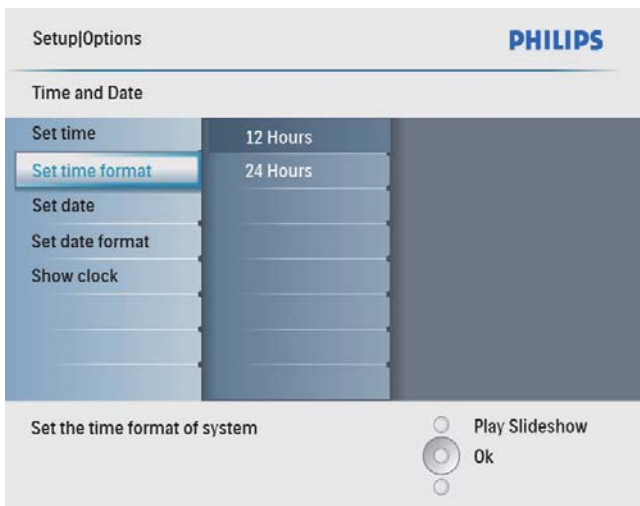 Setup|Options
PHILIPS
Time and Date
Set time
12 Hours
Set time format
24 Hours
Set date
Set date format
Show clock
Set the time format of system
Play Slideshow
Ok